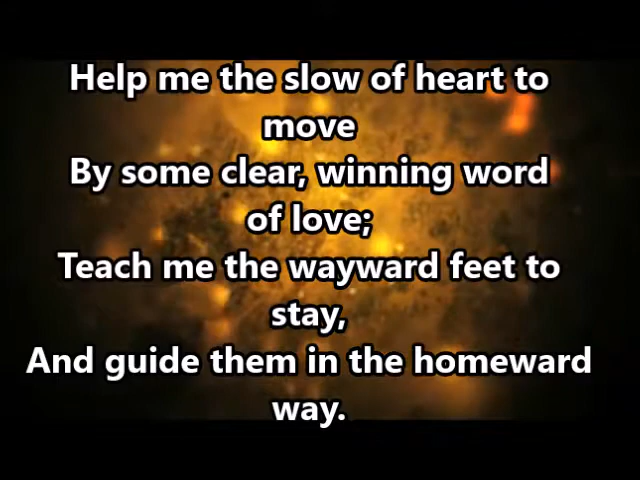 Help me the slow of heart to
move
By some clear, winning word
of love;
Teach me the wayward feet to
stay,
And guide them in the homeward
way.